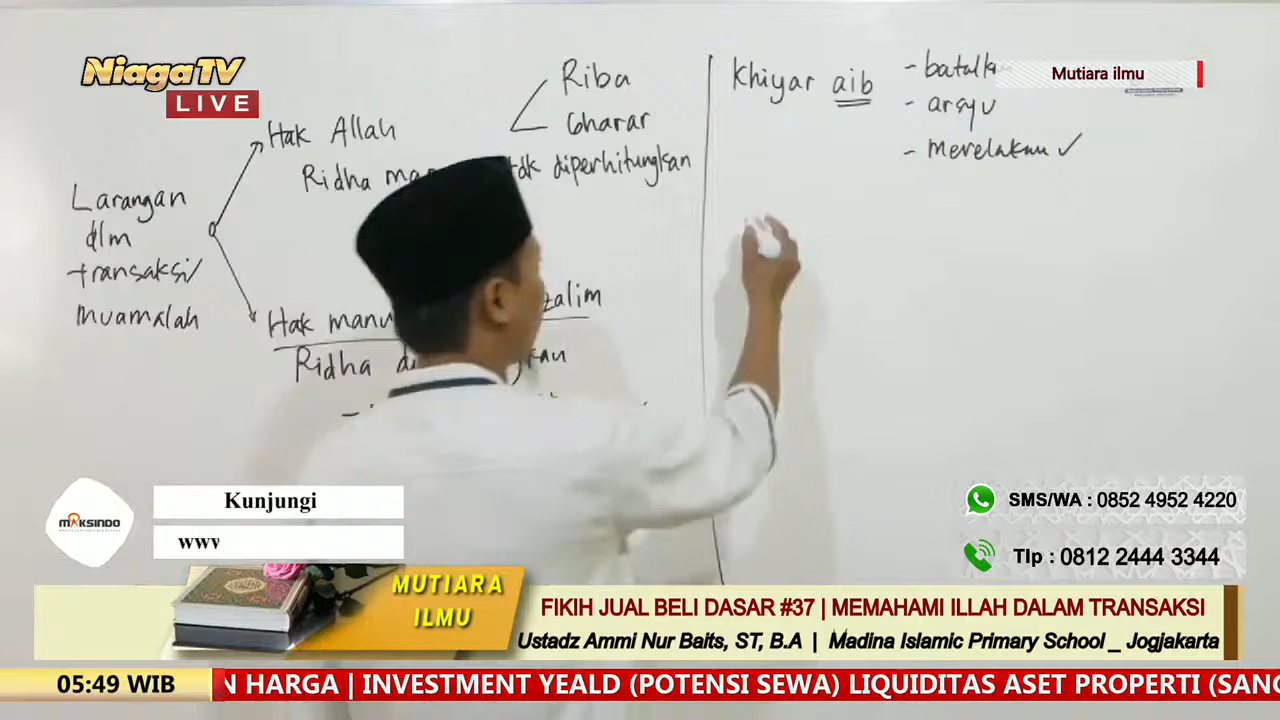 NiagaTV
LIVE
Mutiara ilmu
Larangan
dlm
transaksi/
muamalah
Hak Allah
Riba
Gharar
Ridha
tdk diperhitungkan
Hak
zalim
Ridha
Khiyar aib
- arsyu
- merelakan ✓
MAKSINDO
Kunjungi
www
SMS/WA : 0852 4952 4220
Tlp : 0812 2444 3344
MUTIARA
ILMU
FIKIH JUAL BELI DASAR #37 | MEMAHAMI ILLAH DALAM TRANSAKSI
Ustadz Ammi Nur Baits, ST, B.A | Madina Islamic Primary School _ Jogjakarta
05:49 WIB
N HARGA | INVESTMENT YEALD (POTENSI SEWA) LIQUIDITAS ASET PROPERTI